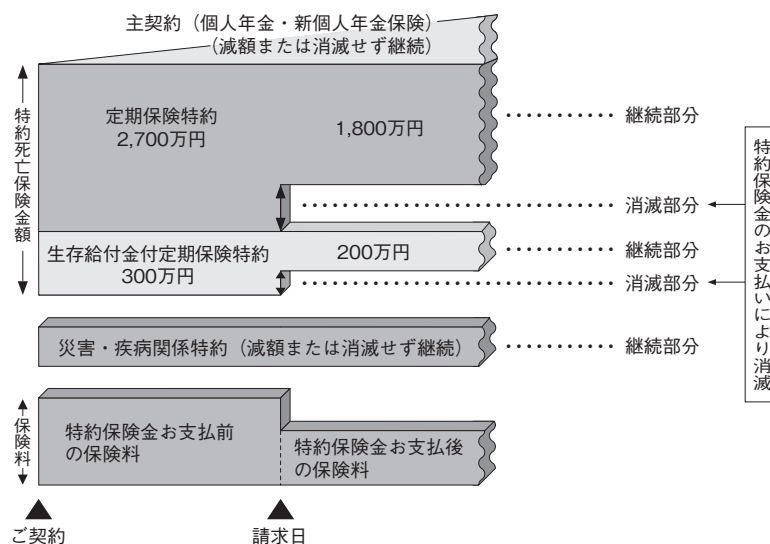 主契約（個人年金・新個人年金保険）
（減額または消滅せず継続）
特約死亡保険金額
定期保険特約
2,700万円
1,800万円
継続部分
消滅部分
生存給付金付定期保険特約
300万円
200万円
継続部分
消滅部分
特約保険金のお支払いにより消滅
災害・疾病関係特約（減額または消滅せず継続）
継続部分
保険料
特約保険金お支払前
の保険料
特約保険金お支払後
の保険料
ご契約
請求日